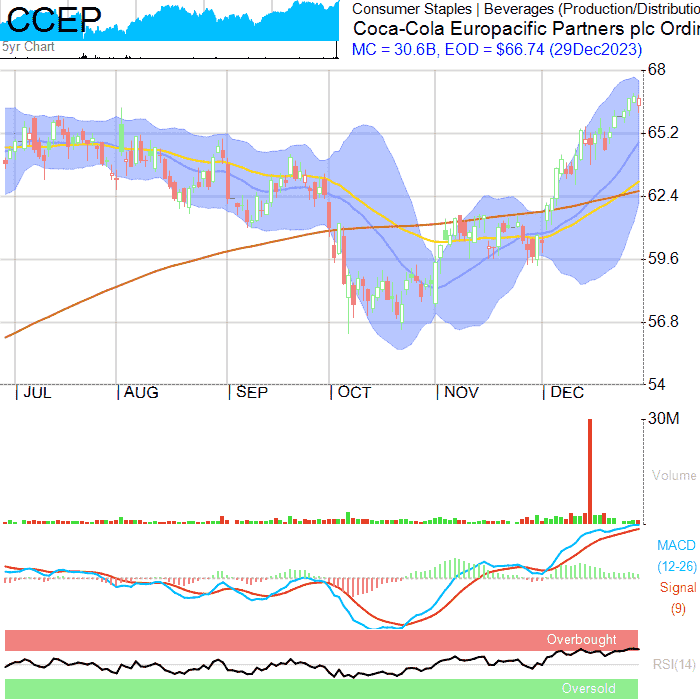 CCEP
5yr Chart
Consumer Staples | Beverages (Production/Distributio
Coca-Cola Europacific Partners plc Ordin
MC = 30.6B, EOD = $66.74 (29Dec2023)
68
65.2
62.4
59.6
56.8
54
| JUL | AUG | SEP | OCT | NOV | DEC
30M
Volume
MACD
(12-26)
Signal
(9)
Overbought
RSI(14)
Oversold